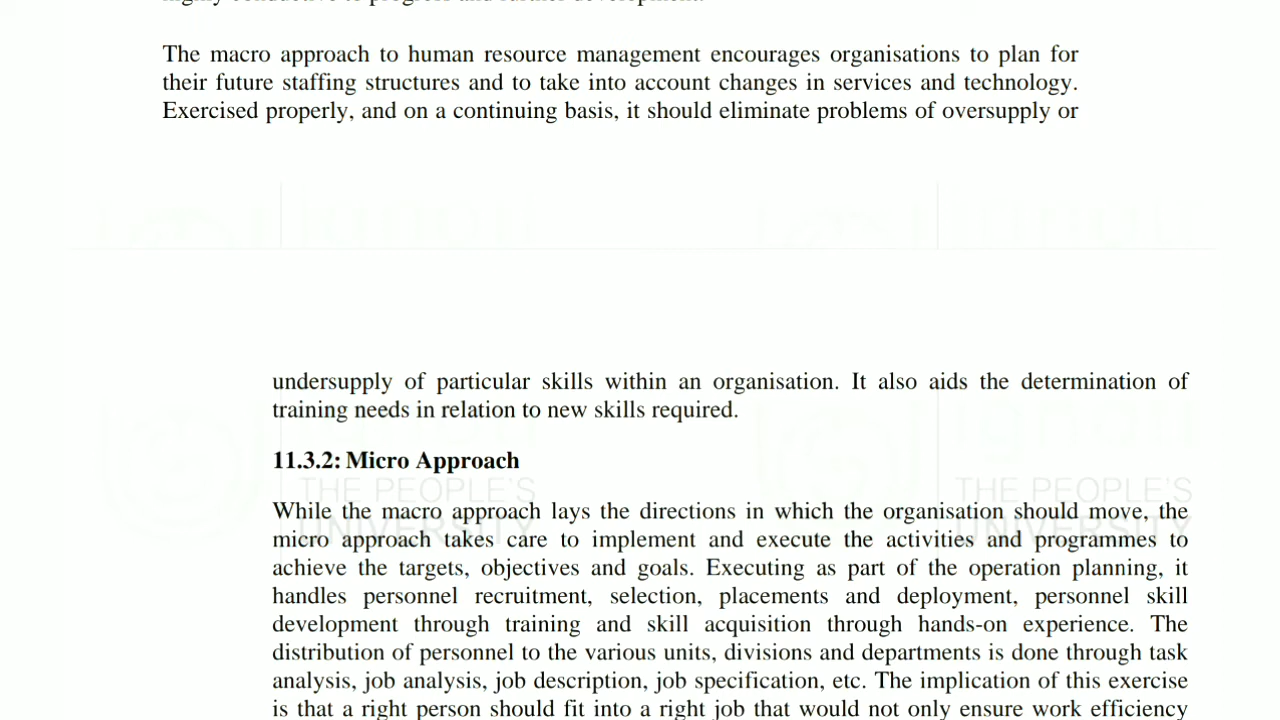 The macro approach to human resource management encourages organisations to plan for
their future staffing structures and to take into account changes in services and technology.
Exercised properly, and on a continuing basis, it should eliminate problems of oversupply or
undersupply of particular skills within an organisation. It also aids the determination of
training needs in relation to new skills required.
11.3.2: Micro Approach
THE PEOPLE'S
UNIVERSITY
THE PEOPLE'S
UNIVERSITY
While the macro approach lays the directions in which the organisation should move, the
micro approach takes care to implement and execute the activities and programmes to
achieve the targets, objectives and goals. Executing as part of the operation planning, it
handles personnel recruitment, selection, placements and deployment, personnel skill
development through training and skill acquisition through hands-on experience. The
distribution of personnel to the various units, divisions and departments is done through task
analysis, job analysis, job description, job specification, etc. The implication of this exercise
is that a right person should fit into a right job that would not only ensure work efficiency